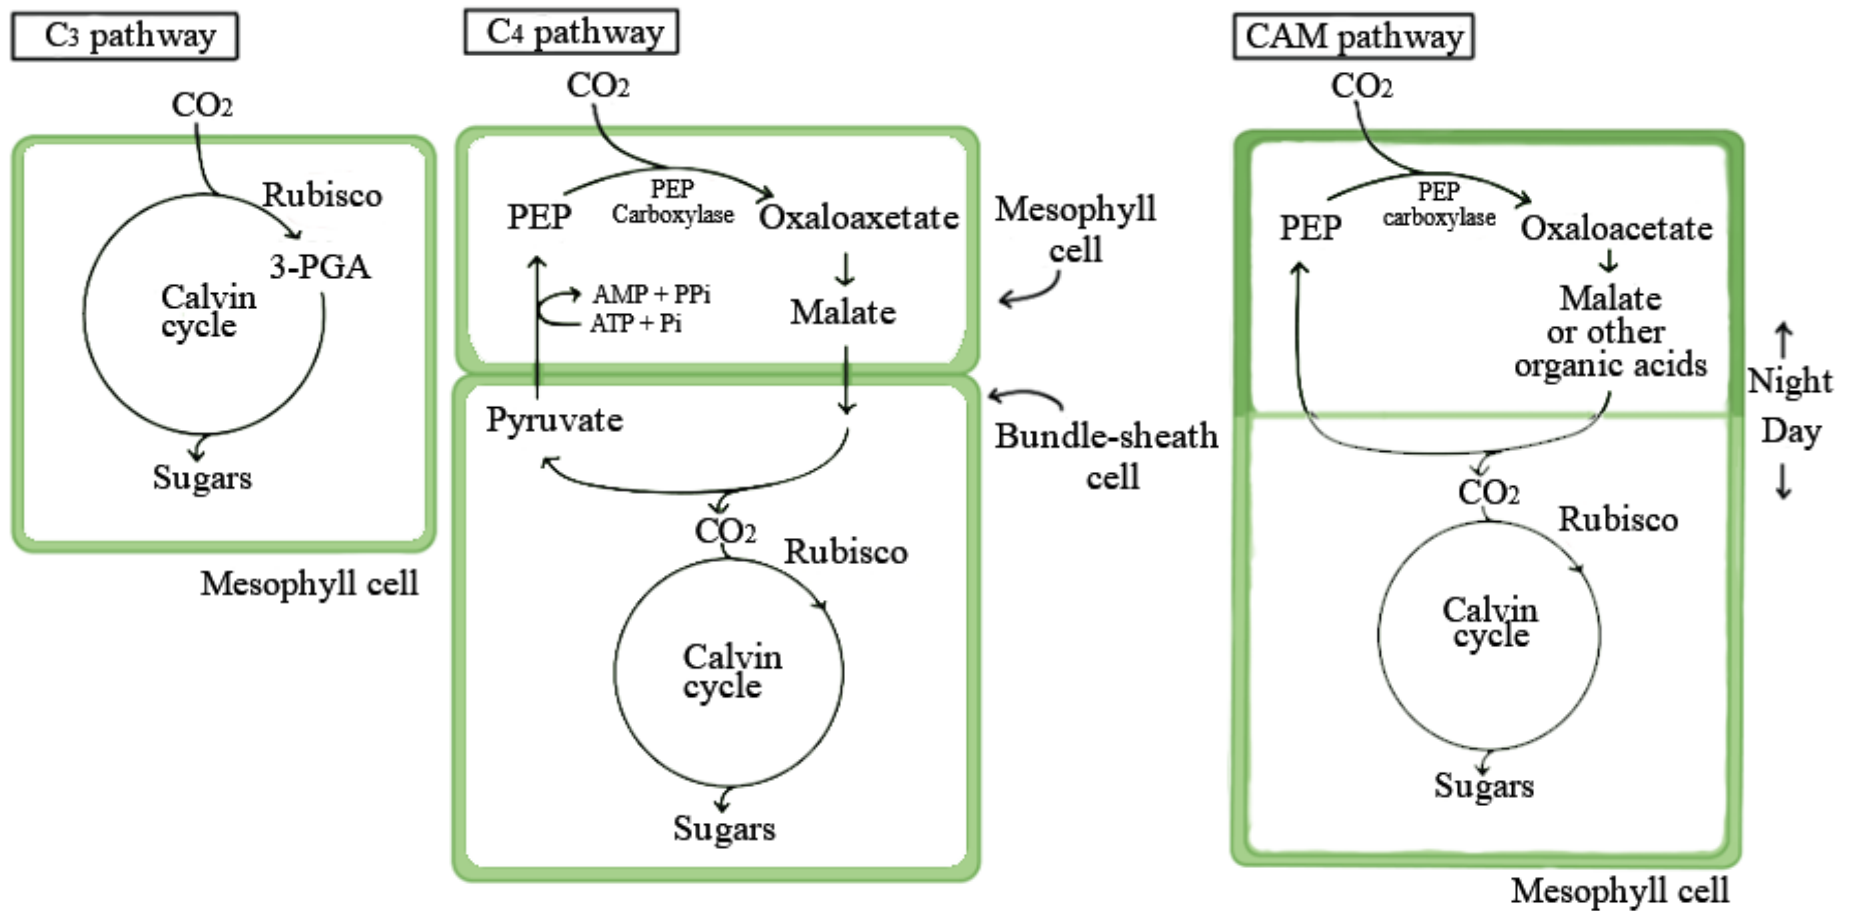 C3 pathway
CO2
Rubisco
3-PGA
Calvin
cycle
Sugars
Mesophyll cell
C4 pathway
CO2
PEP
PEP
Carboxylase
Oxaloaxetate
AMP + PPi
ATP + Pi
Malate
Mesophyll
cell
Pyruvate
Bundle-sheath
cell
CO2
Rubisco
Calvin
cycle
Sugars
CAM pathway
CO2
PEP
PEP
carboxylase
Oxaloacetate
Malate
or other
organic acids
Night
Day
CO2
Rubisco
Calvin
cycle
Sugars
Mesophyll cell